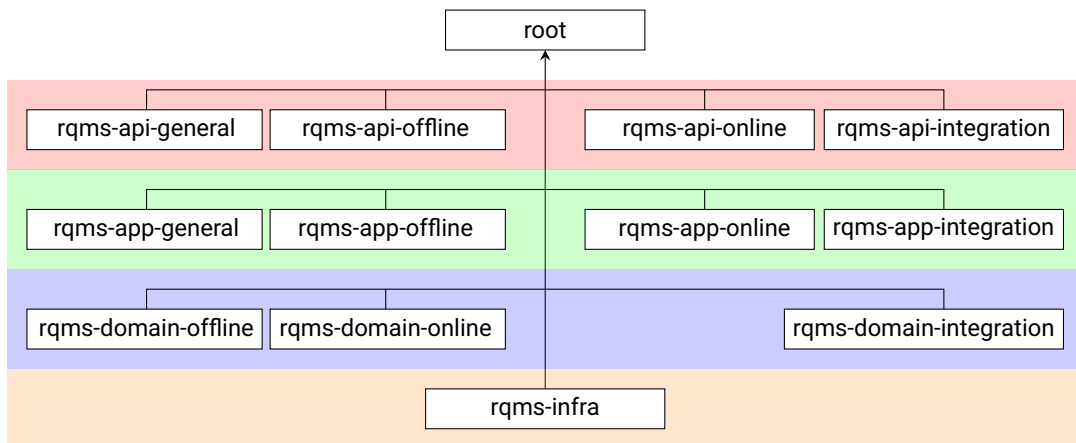 root
rqms-api-general
rqms-api-offline
rqms-api-online
rqms-api-integration
rqms-app-general
rqms-app-offline
rqms-app-online
rqms-app-integration
rqms-domain-offline
rqms-domain-online
rqms-domain-integration
rqms-infra